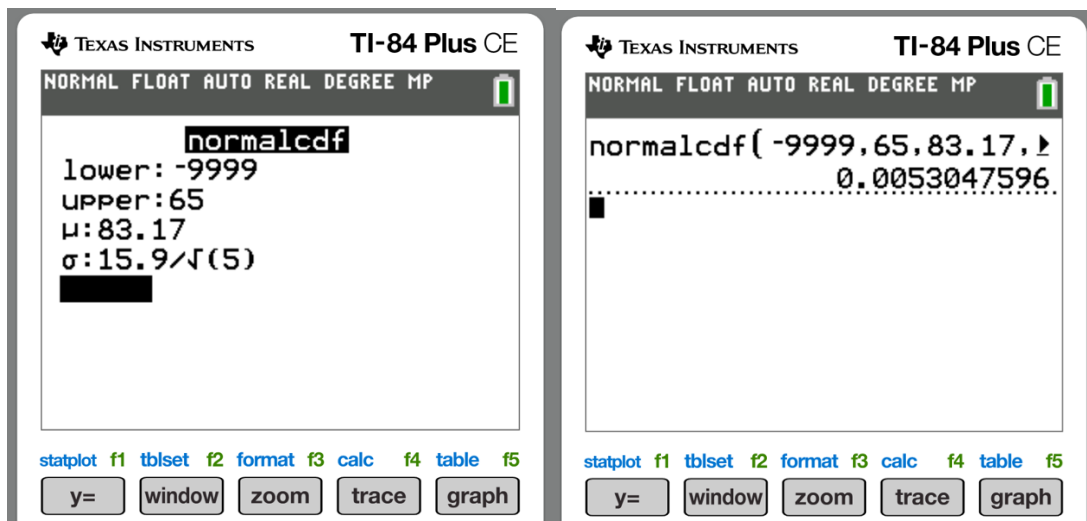 TEXAS INSTRUMENTS TI-84 Plus CE
NORMAL FLOAT AUTO REAL DEGREE MP
normalcdf
lower: -9999
upper:65
μ:83.17
σ:15.9/√(5)
statplot f1 tblset f2 format f3 calc f4 table f5
y= window zoom trace graph
TEXAS INSTRUMENTS TI-84 Plus CE
NORMAL FLOAT AUTO REAL DEGREE MP
normalcdf(-9999,65,83.17,
0.0053047596
statplot f1 tblset f2 format f3 calc f4 table f5
y= window zoom trace graph